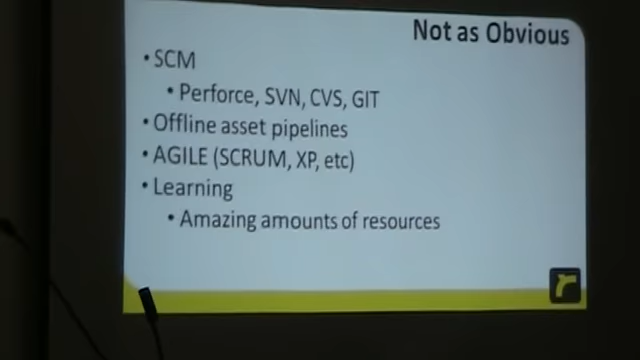 Not as Obvious
• SCM
• Perforce, SVN, CVS, GIT
• Offline asset pipelines
• AGILE (SCRUM, XP, etc)
• Learning
• Amazing amounts of resources